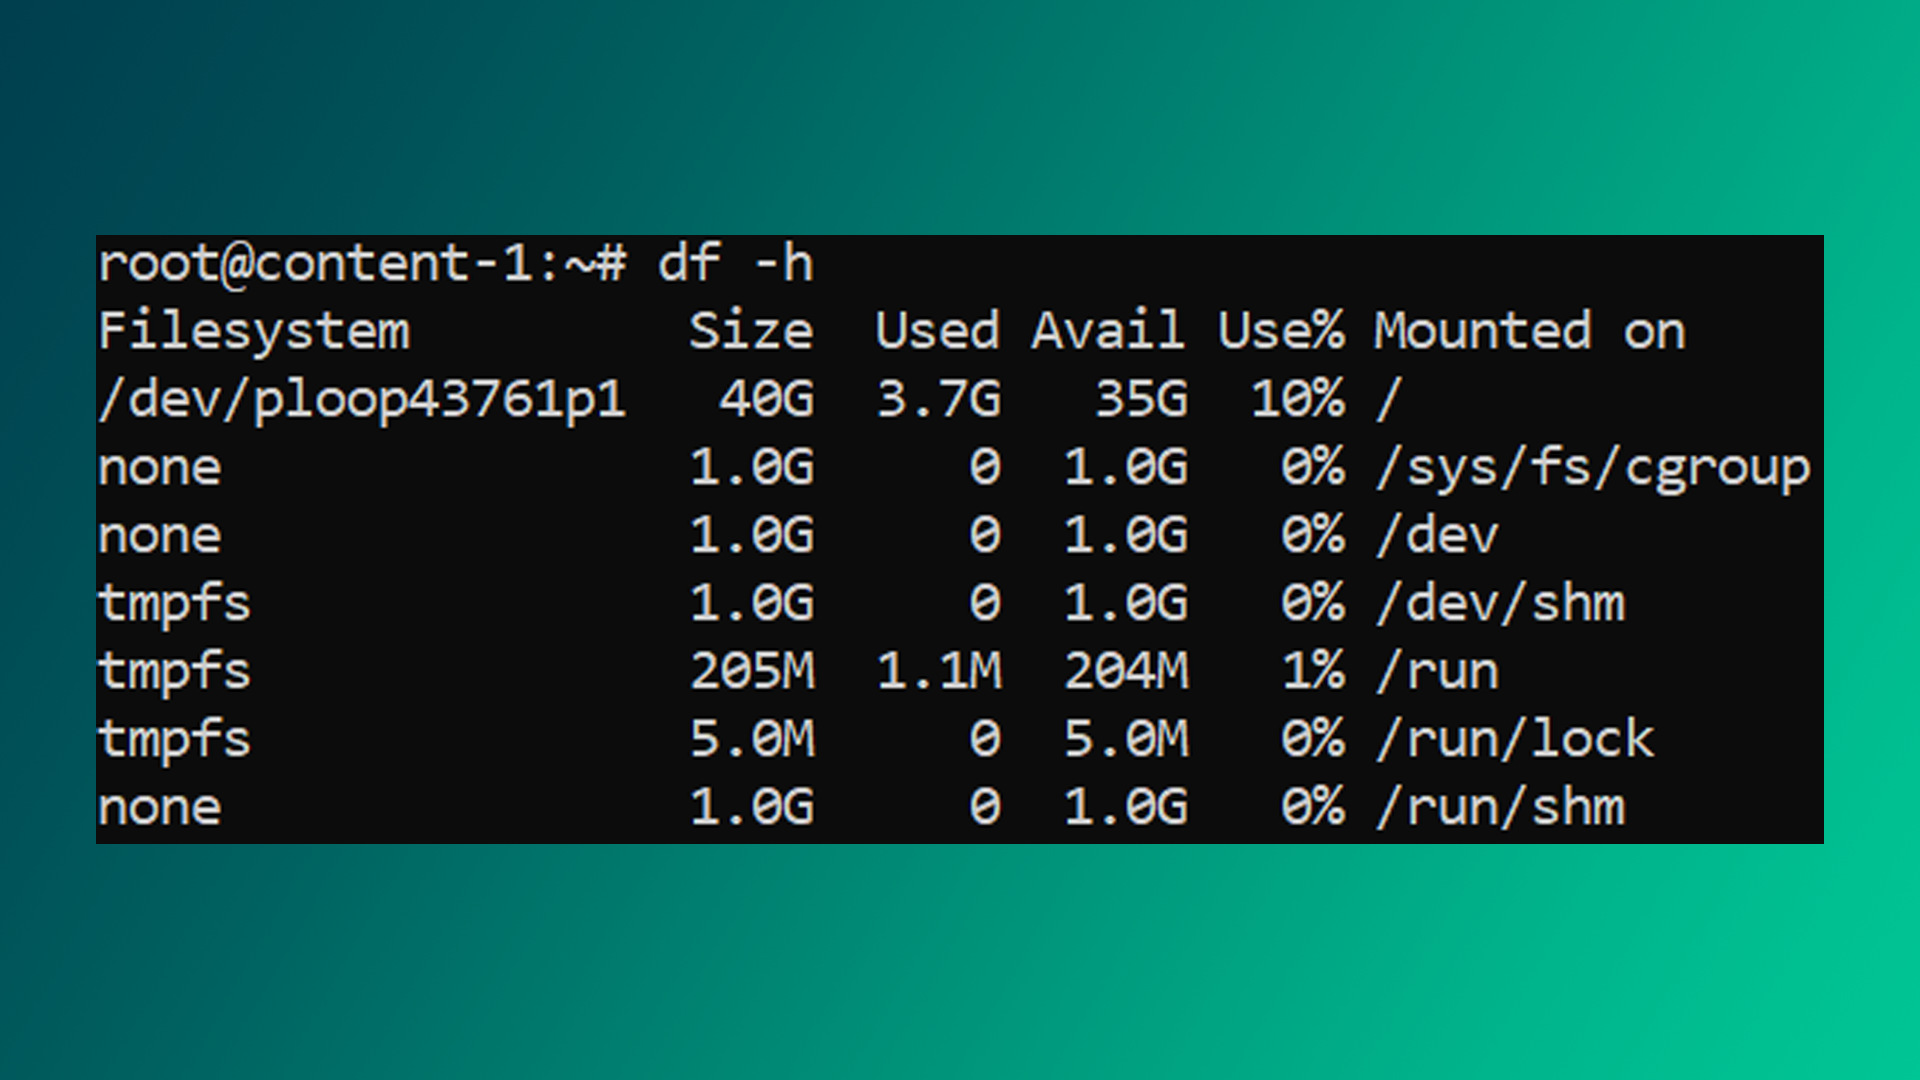 root@content-1:~# df -h
Filesystem         Size  Used Avail Use% Mounted on
/dev/ploop43761p1   40G  3.7G   35G  10% /
none               1.0G     0  1.0G   0% /sys/fs/cgroup
none               1.0G     0  1.0G   0% /dev
tmpfs              1.0G     0  1.0G   0% /dev/shm
tmpfs              205M  1.1M  204M   1% /run
tmpfs              5.0M     0  5.0M   0% /run/lock
none               1.0G     0  1.0G   0% /run/shm